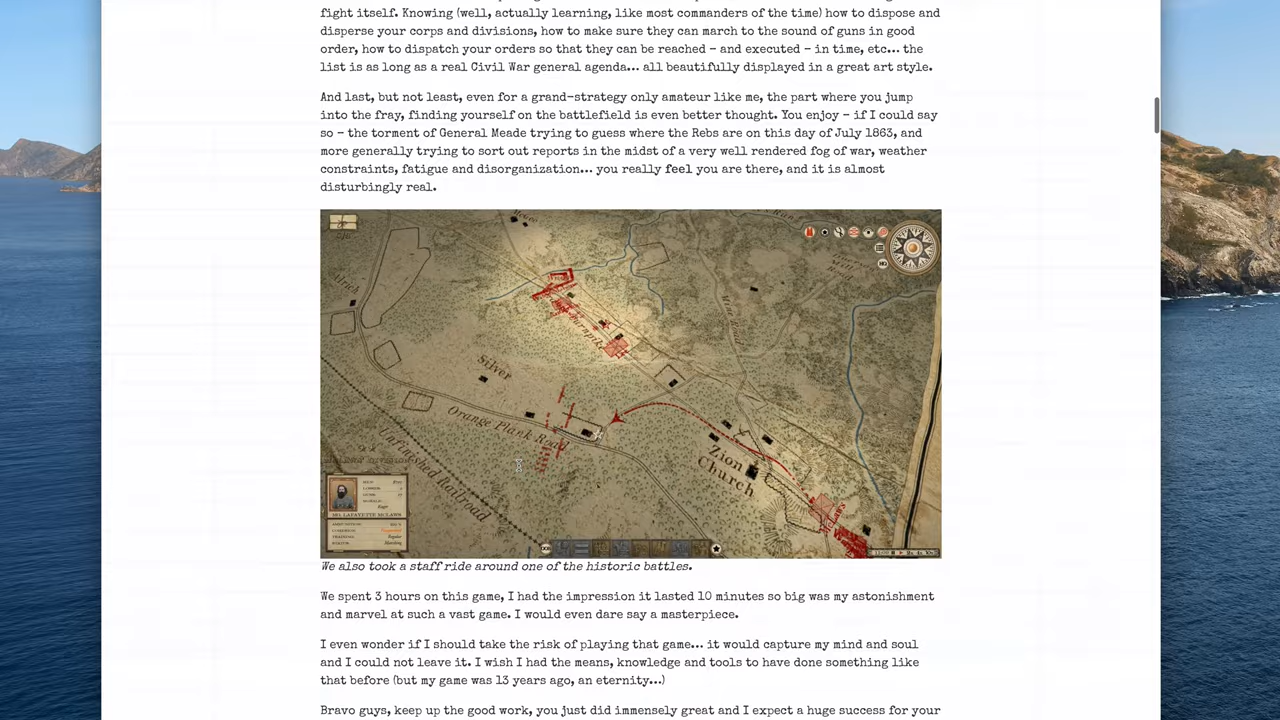 fight itself. Knowing (well, actually learning, like most commanders of the time) how to dispose and
disperse your corps and divisions, how to make sure they can march to the sound of guns in good
order, how to dispatch your orders so that they can be reached – and executed – in time, etc… the
list is as long as a real Civil War general agenda… all beautifully displayed in a great art style.
And last, but not least, even for a grand-strategy only amateur like me, the part where you jump
into the fray, finding yourself on the battlefield is even better thought. You enjoy – if I could say
so – the torment of General Meade trying to guess where the Rebs are on this day of July 1863, and
more generally trying to sort out reports in the midst of a very well rendered fog of war, weather
constraints, fatigue and disorganization… you really feel you are there, and it is almost
disturbingly real.
Silver
Orange Plank Road
Unfinished Railroad
Zion
Church
We also took a staff ride around one of the historic battles.
We spent 3 hours on this game, I had the impression it lasted 10 minutes so big was my astonishment
and marvel at such a vast game. I would even dare say a masterpiece.
I even wonder if I should take the risk of playing that game… it would capture my mind and soul
and I could not leave it. I wish I had the means, knowledge and tools to have done something like
that before (but my game was 13 years ago, an eternity…)
Bravo guys, keep up the good work, you just did immensely great and I expect a huge success for your